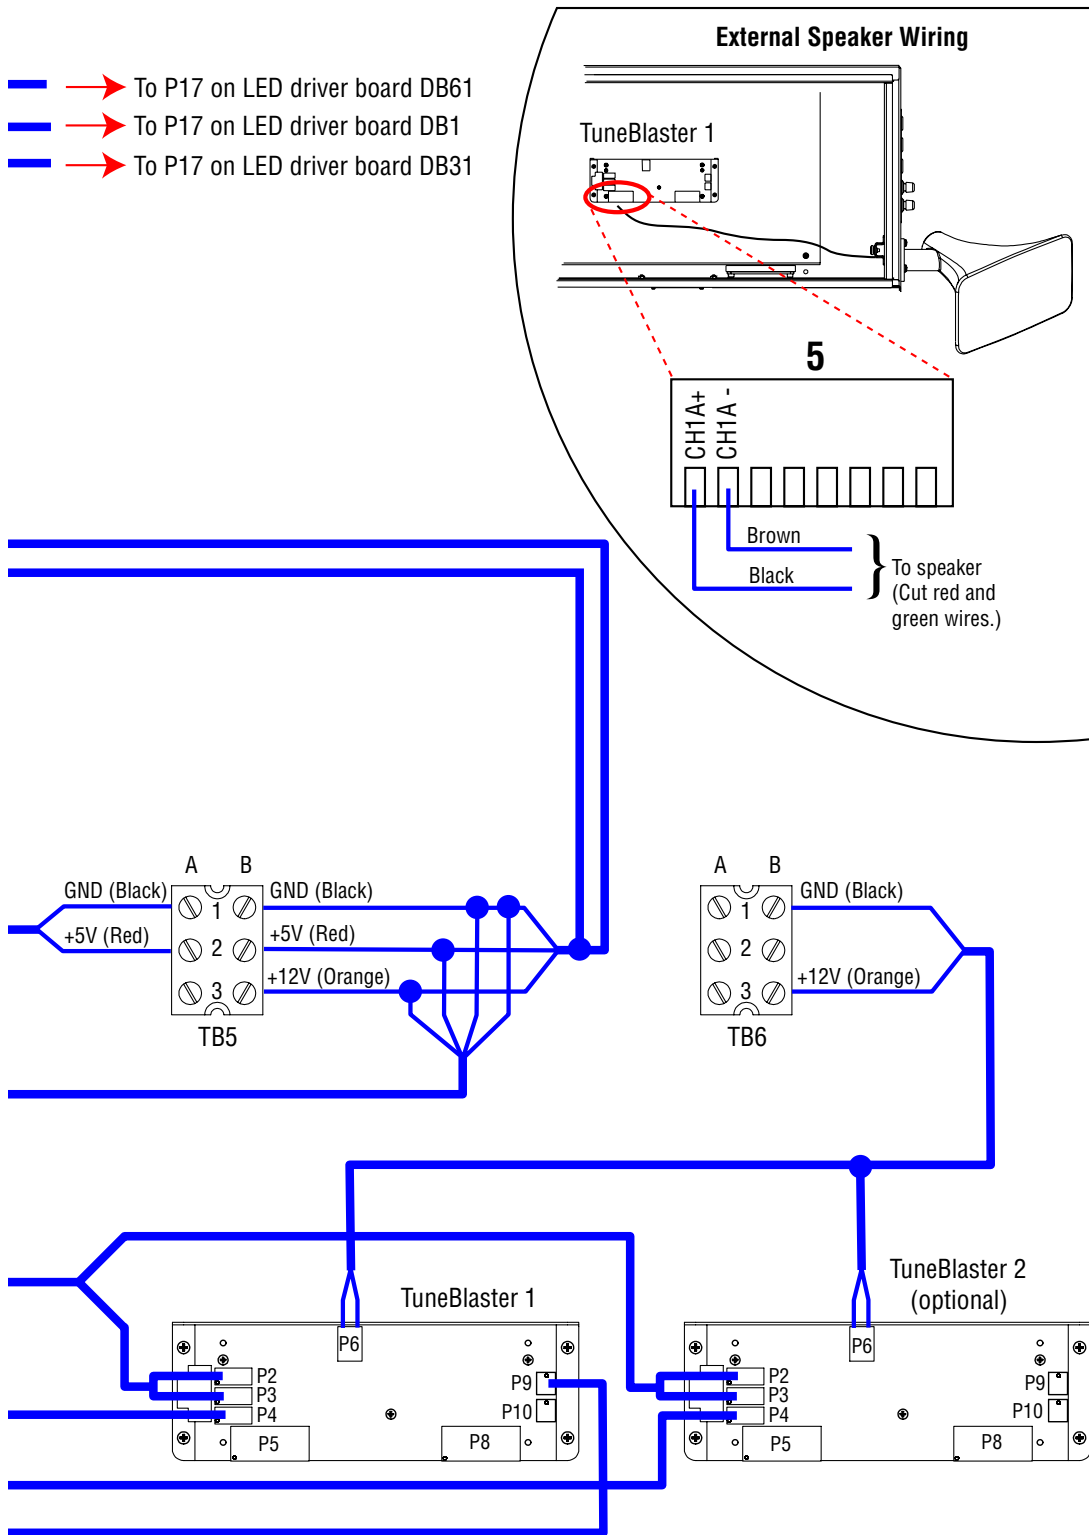 External Speaker Wiring
To P17 on LED driver board DB61
To P17 on LED driver board DB1
To P17 on LED driver board DB31
TuneBlaster 1
5
CH1A+
CH1A -
Brown
Black
To speaker
(Cut red and
green wires.)
A B
GND (Black)
+5V (Red)
1
2
3
GND (Black)
+5V (Red)
+12V (Orange)
TB5
A B
1
2
3
GND (Black)
+12V (Orange)
TB6
TuneBlaster 1
P6
P2
P3
P4
P5
P8
P9
P10
TuneBlaster 2
(optional)
P6
P2
P3
P4
P5
P8
P9
P10